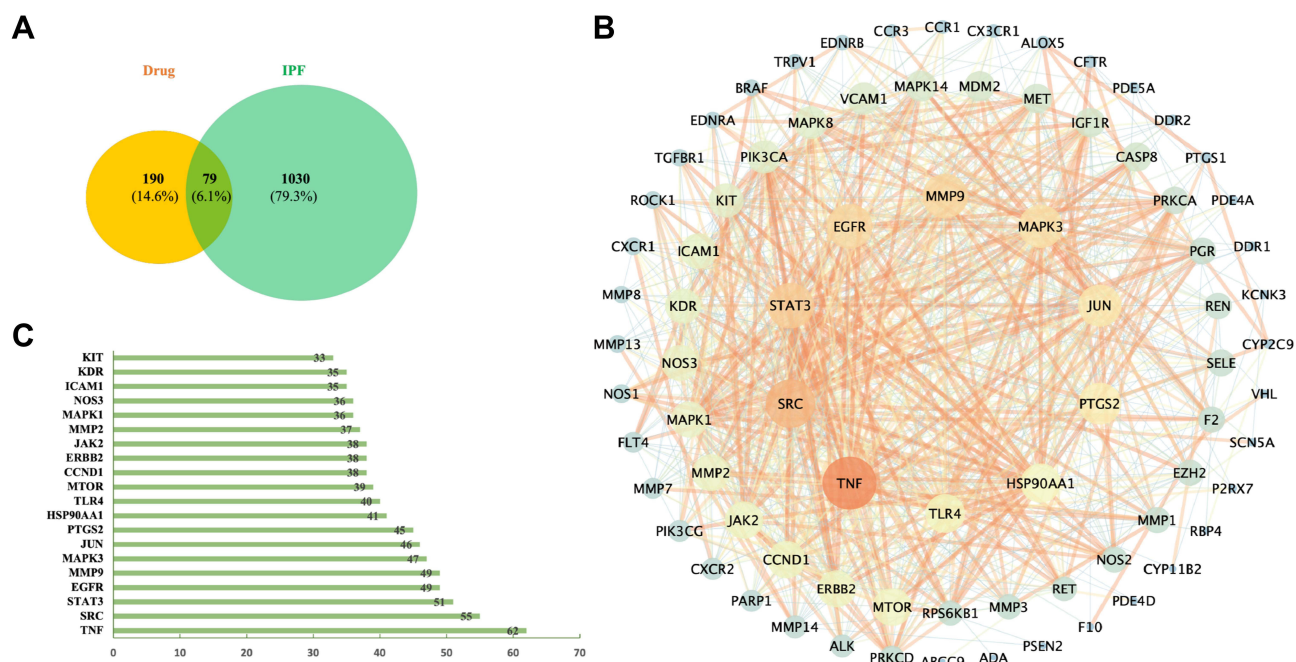 A
Drug
IPF
190
(14.6%)
79
(6.1%)
1030
(79.3%)
B
CCR1
CCR3
CX3CR1
EDNRB
ALOX5
TRPV1
CFTR
BRAF
MAPK14
MDM2
PDE5A
VCAM1
MET
EDNRA
MAPK8
IGF1R
DDR2
TGFBR1
PIK3CA
CASP8
PTGS1
ROCK1
KIT
MMP9
PRKCA
PDE4A
EGFR
MAPK3
CXCR1
ICAM1
PGR
DDR1
MMP8
KDR
STAT3
JUN
REN
KCNK3
MMP13
CYP2C9
NOS3
SELE
NOS1
SRC
PTGS2
VHL
MAPK1
F2
FLT4
SCN5A
MMP2
EZH2
MMP7
TNF
HSP90AA1
P2RX7
JAK2
TLR4
MMP1
RBP4
PIK3CG
CCND1
NOS2
CXCR2
CYP11B2
ERBB2
RET
PARP1
MTOR
RPS6KB1
MMP3
PDE4D
MMP14
F10
ALK
PSEN2
PRKCD
ADA
C
KIT 33
KDR 35
ICAM1 35
NOS3 36
MAPK1 36
MMP2 37
JAK2 38
ERBB2 38
CCND1 38
MTOR 39
TLR4 40
HSP90AA1 41
PTGS2 45
JUN 46
MAPK3 47
MMP9 49
EGFR 49
STAT3 51
SRC 55
TNF 62
0 10 20 30 40 50 60 70